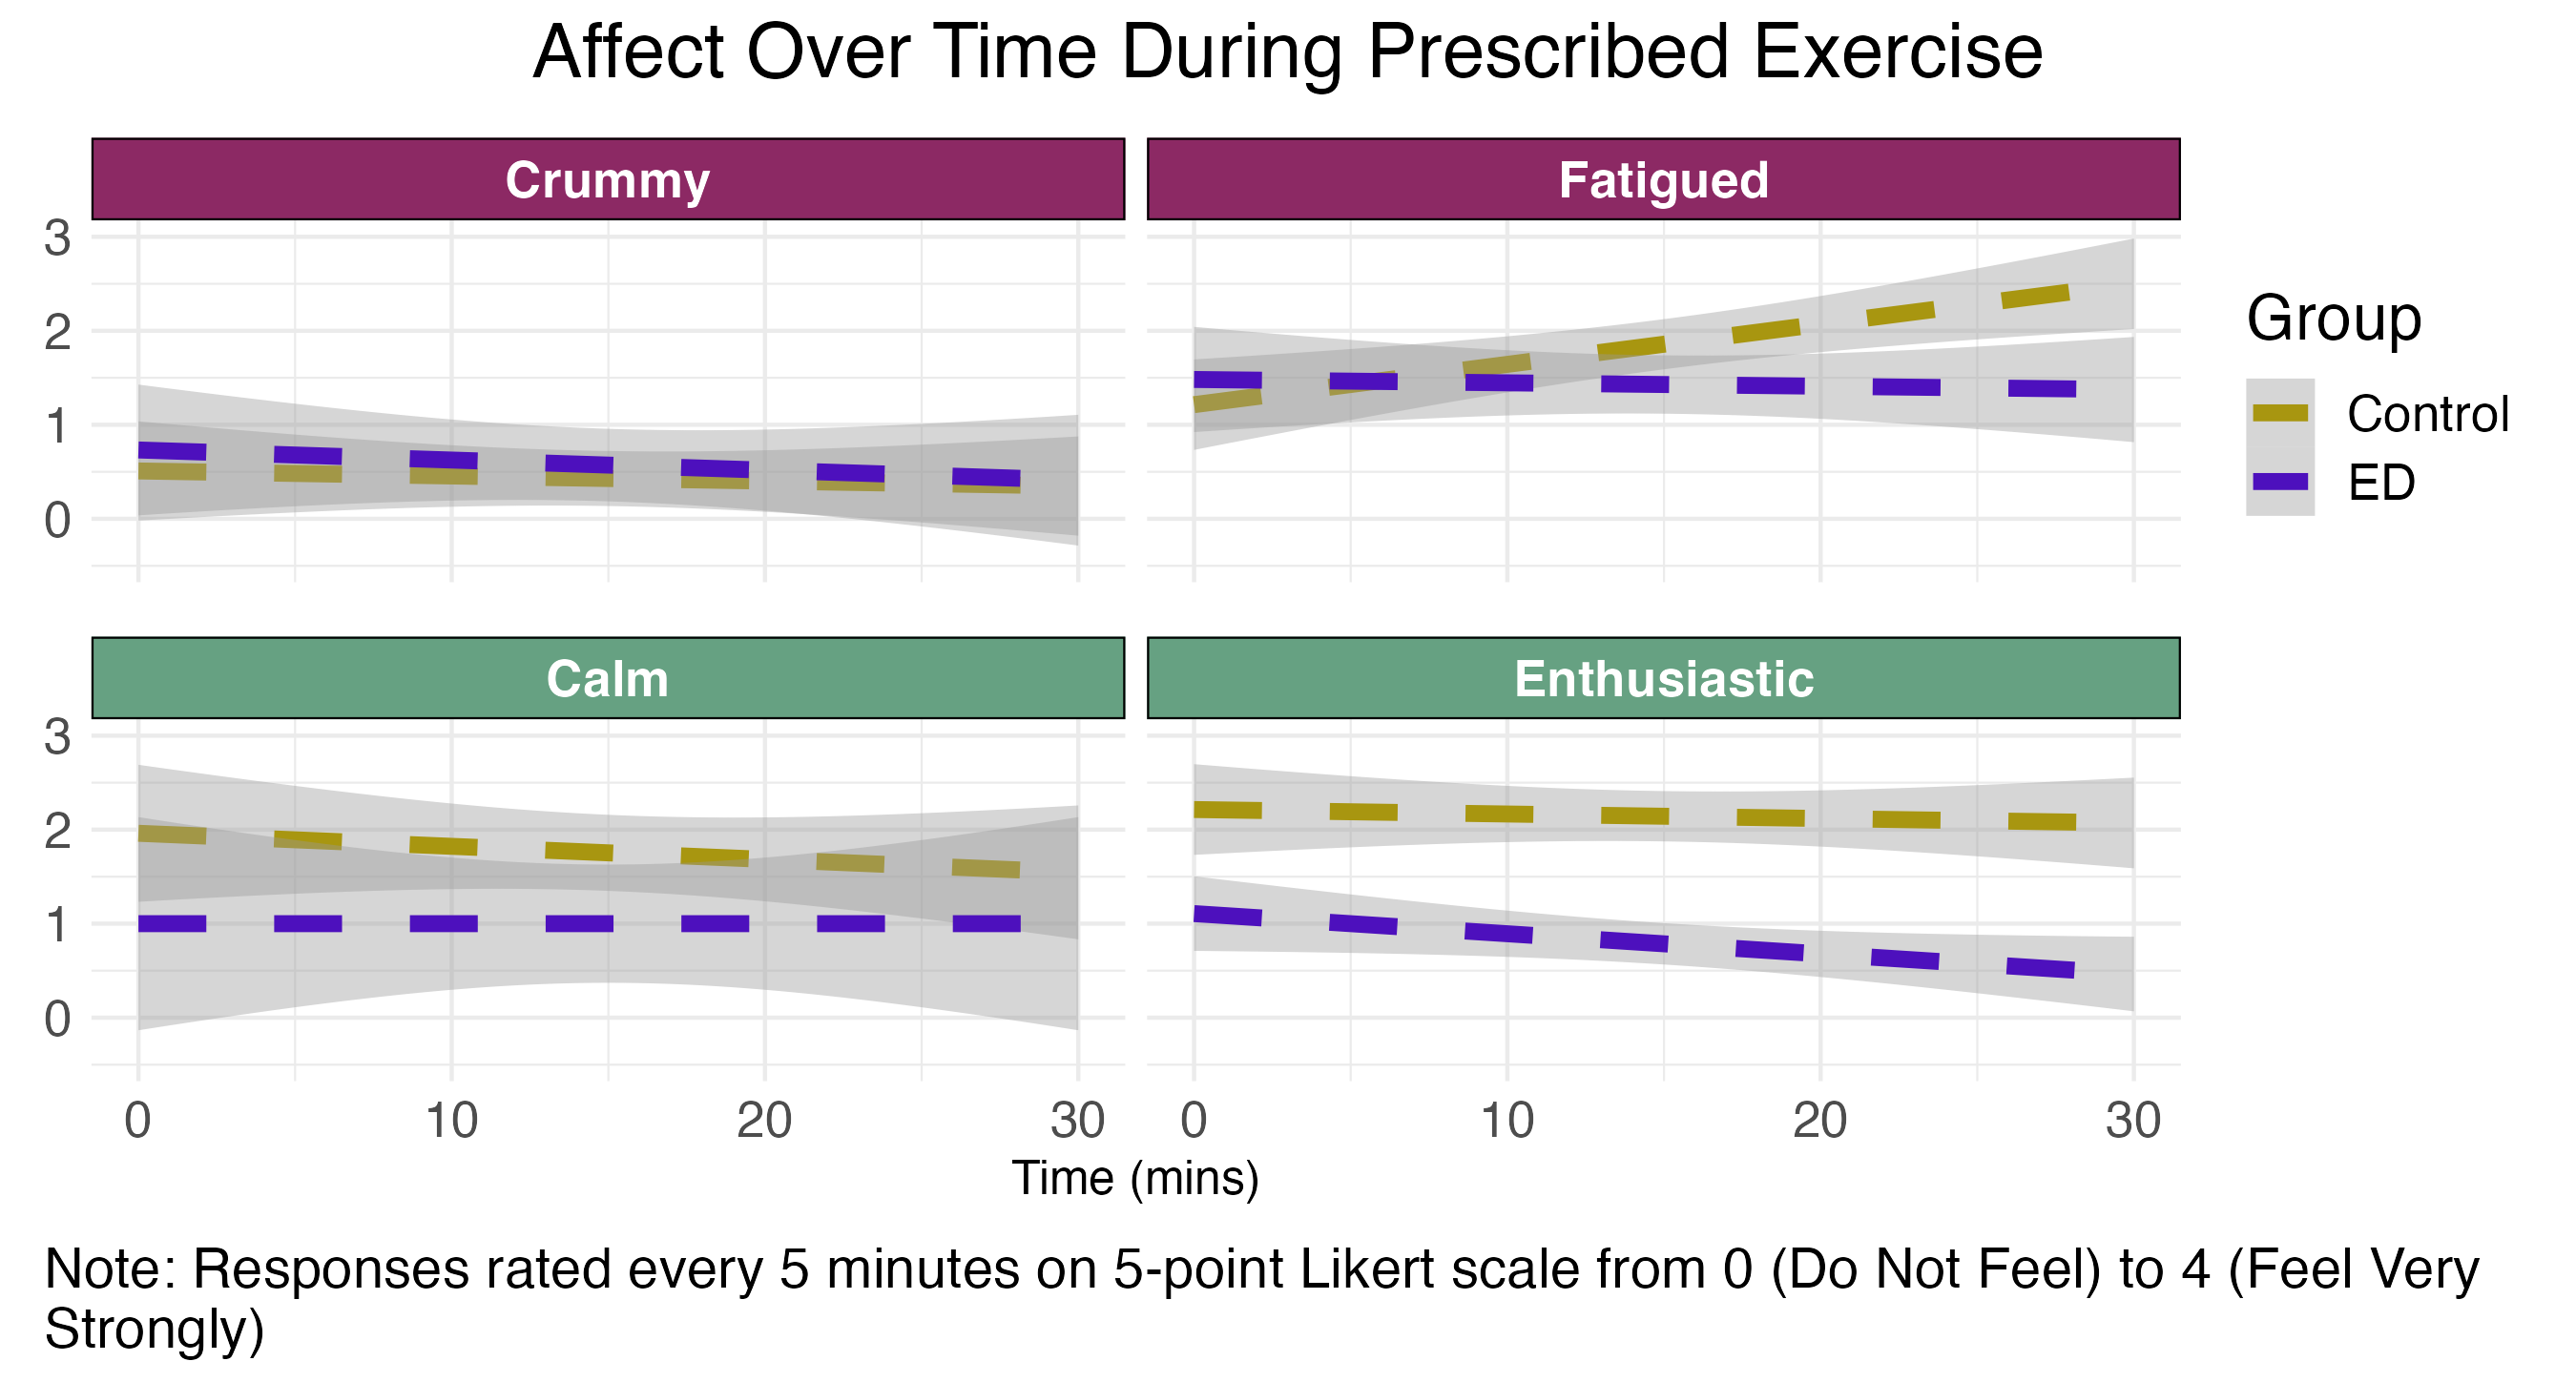 Affect Over Time During Prescribed Exercise
Crummy
Fatigued
3
2
1
0
Group
Control
ED
Calm
Enthusiastic
3
2
1
0
0 10 20 30
0 10 20 30
Time (mins)
Note: Responses rated every 5 minutes on 5-point Likert scale from 0 (Do Not Feel) to 4 (Feel Very
Strongly)